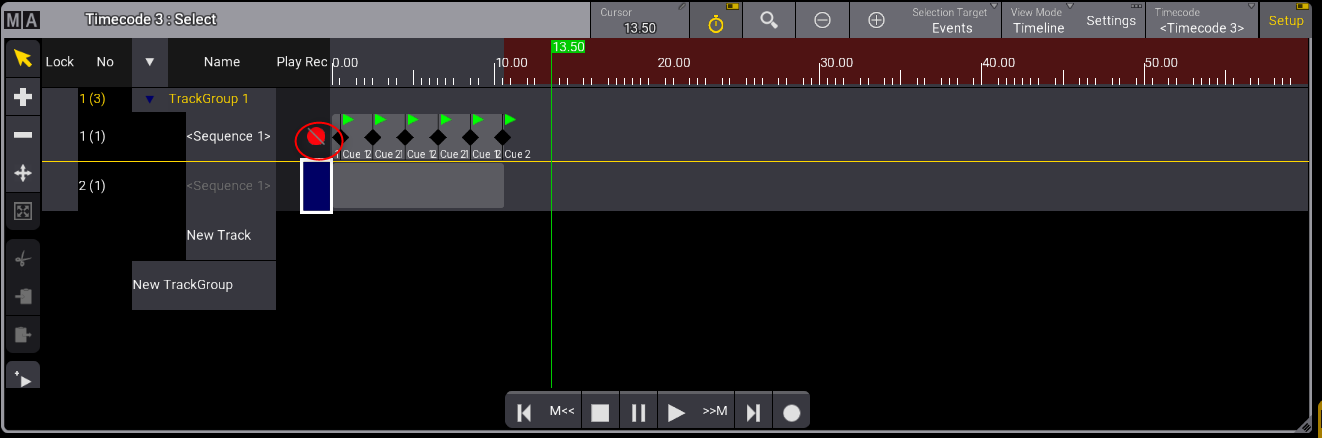 MA
Timecode 3 : Select
Cursor
13.50
Selection Target
Events
View Mode
Timeline
Settings
Timecode
<Timecode 3>
Setup
13.50
Lock No Name Play Rec 0.00 10.00 20.00 30.00 40.00 50.00
1 (3) TrackGroup 1
1 (1) <Sequence 1>
Cue 1 Cue 2 Cue 1 Cue 2 Cue 1 Cue 2
2 (1) <Sequence 1>
New Track
New TrackGroup
M<< >>M